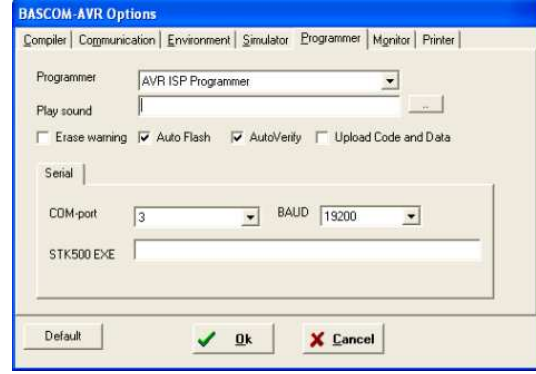 BASCOM-AVR Options
Compiler Communication Environment Simulator Programmer Monitor Printer
Programmer AVR ISP Programmer
Play sound ..
Erase warning Auto Flash AutoVerify Upload Code and Data
Serial
COM-port 3 BAUD 19200
STK500 EXE
Default Ok Cancel